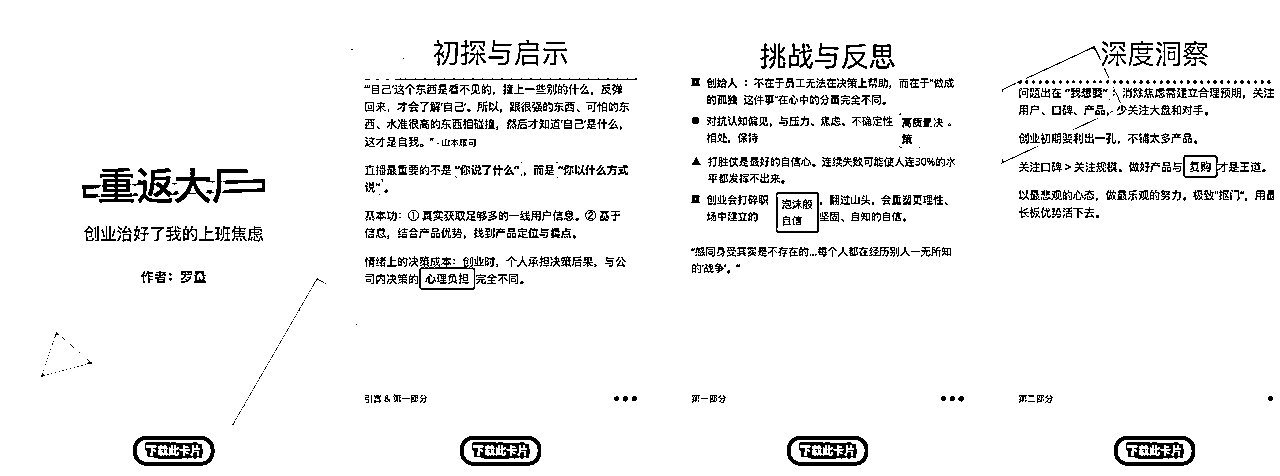 重返大厂
创业治好了我的上班焦虑
作者：罗磊
下载此卡片
初探与启示
“‘自己’这个东西是看不见的，撞上一些别的什么，反弹
回来，才会了解‘自己’。所以，跟很强的东西、可怕的东
西、水准很高的东西相碰撞，然后才知道‘自己’是什么，
这才是自我。” - 山本耀司
直播最重要的不是 “你说了什么”，而是 “你以什么方式
说”。
基本功：① 真实获取足够多的一线用户信息。② 基于
信息，结合产品优势，找到产品定位与卖点。
情绪上的决策成本：创业时，个人承担决策后果，与公
司内决策的 心理负担 完全不同。
引言 & 第一部分
下载此卡片
挑战与反思
创始人 ：不在于员工无法在决策上帮助，而在于“做成
的孤独 这件事”在心中的分量完全不同。
对抗认知偏见，与压力、焦虑、不确定性 高质量决 。
相处，保持 策
打胜仗是最好的自信心。连续失败可能使人连30%的水
平都发挥不出来。
创业会打碎职 泡沫般 ，翻过山头，会重塑更理性、
场中建立的 自信 坚固、自知的自信。
“感同身受其实是不存在的...每个人都在经历别人一无所知
的‘战争’。”
第一部分
下载此卡片
深度洞察
问题出在 “我想要” ；消除焦虑需建立合理预期，关注
用户、口碑、产品，少关注大盘和对手。
创业初期要利出一孔，不铺太多产品。
关注口碑 > 关注规模。做好产品与 复购 才是王道。
以最悲观的心态，做最乐观的努力。极致“抠门”，用最
长板优势活下去。
第二部分
下载此卡片